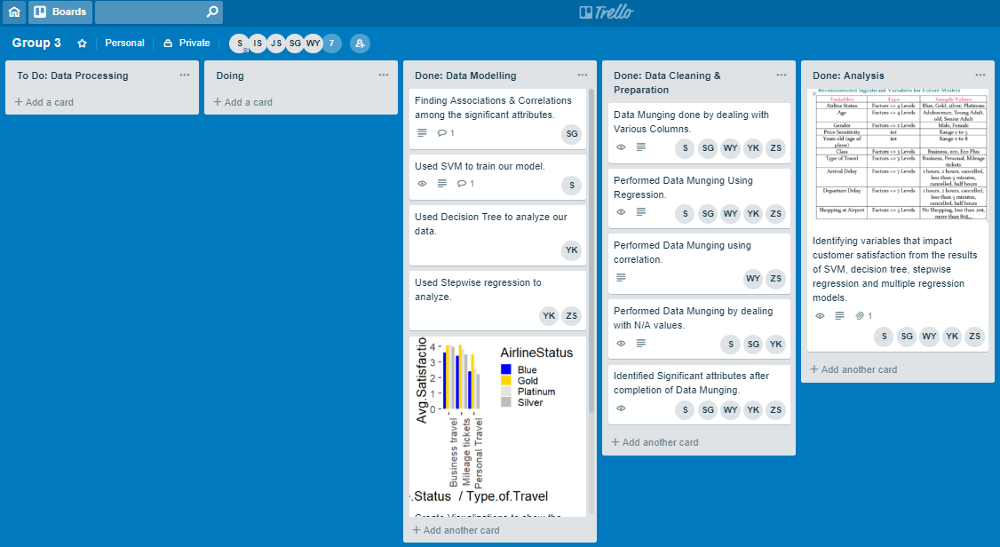 Boards
Trello
Group 3
Personal
Private
S
IS
JS
SG
WY
7
To Do: Data Processing
+ Add a card
Doing
+ Add a card
Done: Data Modelling
Finding Associations & Correlations
among the significant attributes.
1
SG
Used SVM to train our model.
1
S
Used Decision Tree to analyze our
data.
YK
Used Stepwise regression to
analyze.
YK ZS
Avg.Satisfactio
4
3
2
1
0
AirlineStatus
Blue
Gold
Platinum
Silver
Business travel
Mileage tickets
Personal Travel
.Status / Type.of.Travel
Create Visualizations to show the
+ Add another card
Done: Data Cleaning &
Preparation
Data Munging done by dealing with
Various Columns.
S SG WY YK ZS
Performed Data Munging Using
Regression.
S SG WY YK ZS
Performed Data Munging using
correlation.
WY ZS
Performed Data Munging by dealing
with N/A values.
S SG YK
Identified Significant attributes after
completion of Data Munging.
S SG WY YK ZS
+ Add another card
Done: Analysis
Recommended Significant Variables for Future Models
Variables Type Sample Values
Airline Status Factors => 4 Levels Blue, Gold, silver, Platinum
Age Factors => 4 Levels Adolescence, Young Adult,
old, Senior Adult
Gender Factors => 2 Levels Male, Female
Price Sensitivity int Range 0 to 5
Years old (age of int Range 0 to 8
plane)
Class Factors => 3 Levels Business, eco, Eco Plus
Type of Travel Factors => 3 Levels Business, Personal, Mileage
tickets
Arrival Delay Factors => 7 Levels 1 hours, 2 hours, cancelled,
less than 5 minutes,
cancelled, half hours
Departure Delay Factors => 7 Levels 1 hours, 2 hours, cancelled,
less than 5 minutes,
cancelled, half hours
Shopping at Airport Factors => 5 Levels No Shopping, less than 20%,
more than 80%...
Identifying variables that impact
customer satisfaction from the results
of SVM, decision tree, stepwise
regression and multiple regression
models.
1
S SG WY YK ZS
+ Add another card